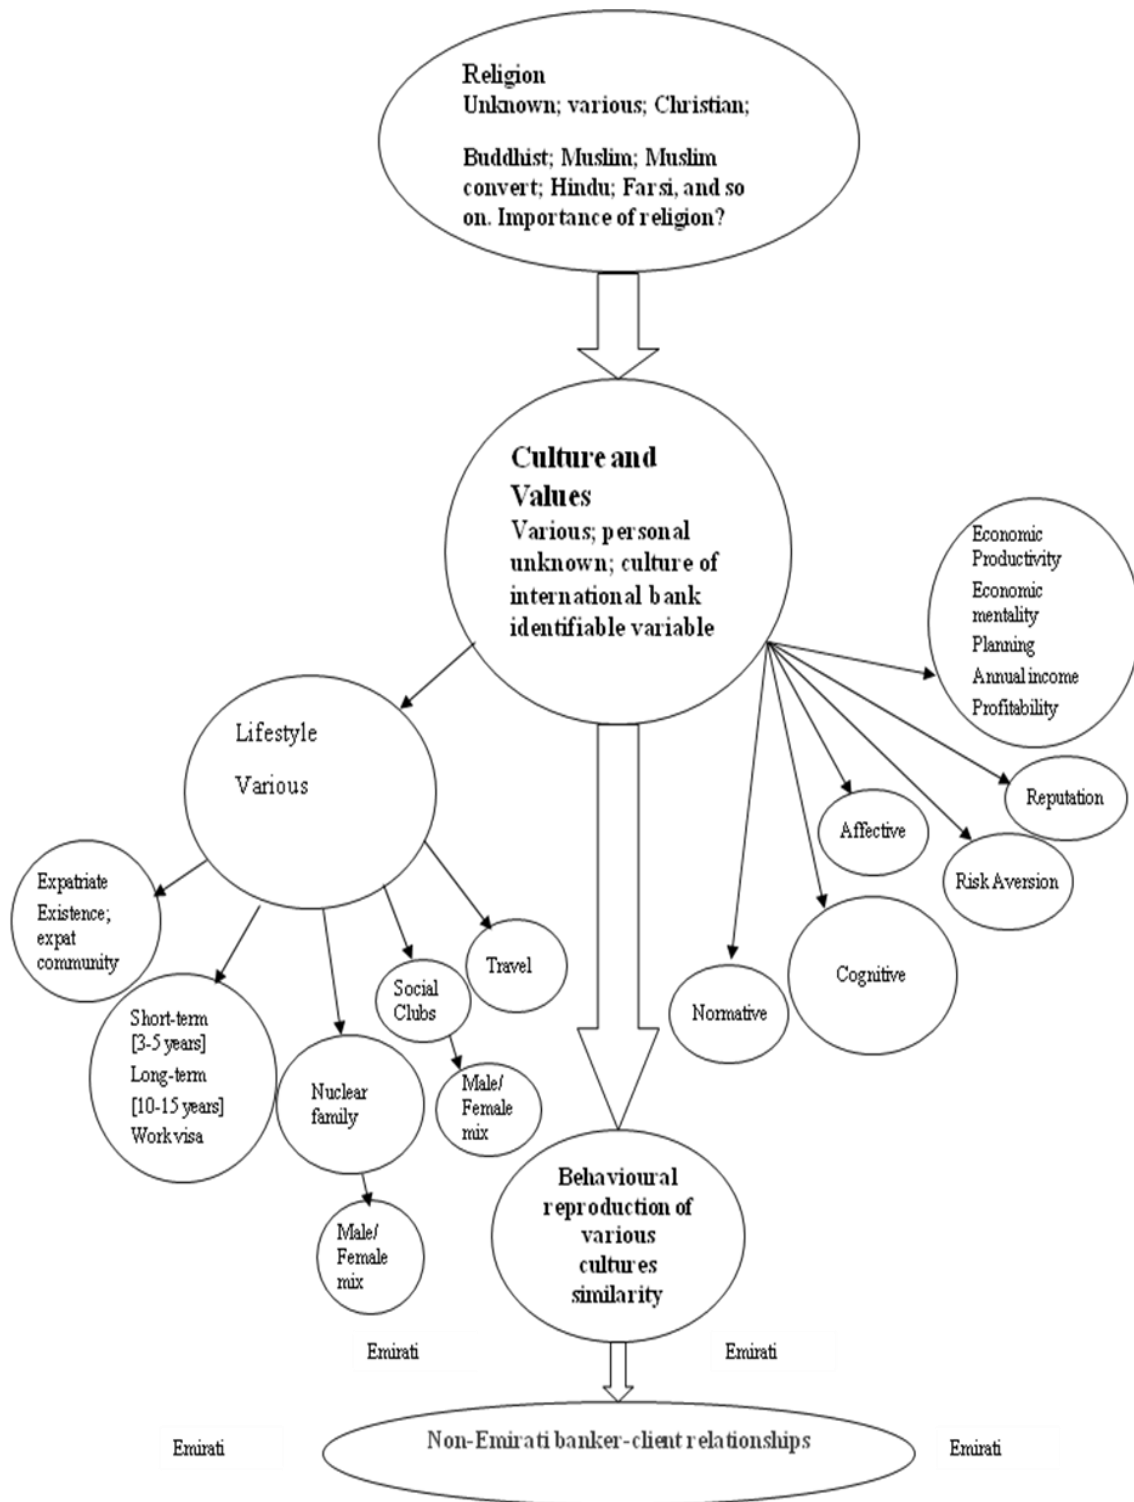 Religion
Unknown; various; Christian;
Buddhist; Muslim; Muslim
convert; Hindu; Farsi, and so
on. Importance of religion?
Culture and
Values
Various; personal
unknown; culture of
international bank
identifiable variable
Economic
Productivity
Economic
mentality
Planning
Annual income
Profitability
Reputation
Affective
Risk Aversion
Cognitive
Normative
Lifestyle
Various
Expatriate
Existence;
expat
community
Short-term
[3-5 years]
Long-term
[10-15 years]
Work visa
Nuclear
family
Male/
Female
mix
Social
Clubs
Male/
Female
mix
Travel
Behavioural
reproduction of
various
cultures
similarity
Emirati
Emirati
Emirati
Non-Emirati banker-client relationships
Emirati